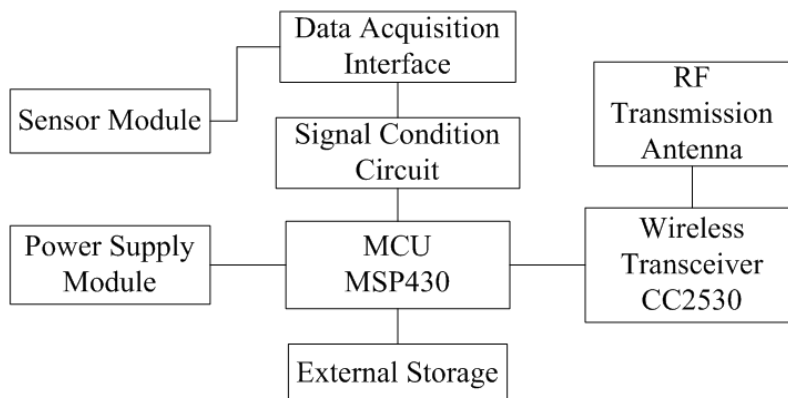 Data Acquisition
Interface
Sensor Module
RF
Transmission
Antenna
Signal Condition
Circuit
Power Supply
Module
MCU
MSP430
Wireless
Transceiver
CC2530
External Storage